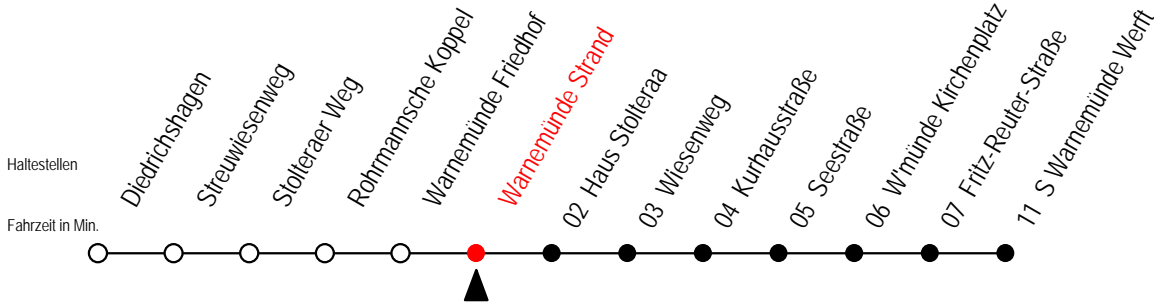 Haltestellen
Fahrzeit in Min.
Diedrichshagen
Streuwiesenweg
Stolteraer Weg
Rohrmannsche Koppel
Warnemünde Friedhof
Warnemünde Strand
02 Haus Stolteraa
03 Wiesenweg
04 Kurhausstraße
05 Seestraße
06 W'münde Kirchenplatz
07 Fritz-Reuter-Straße
11 S Warnemünde Werft